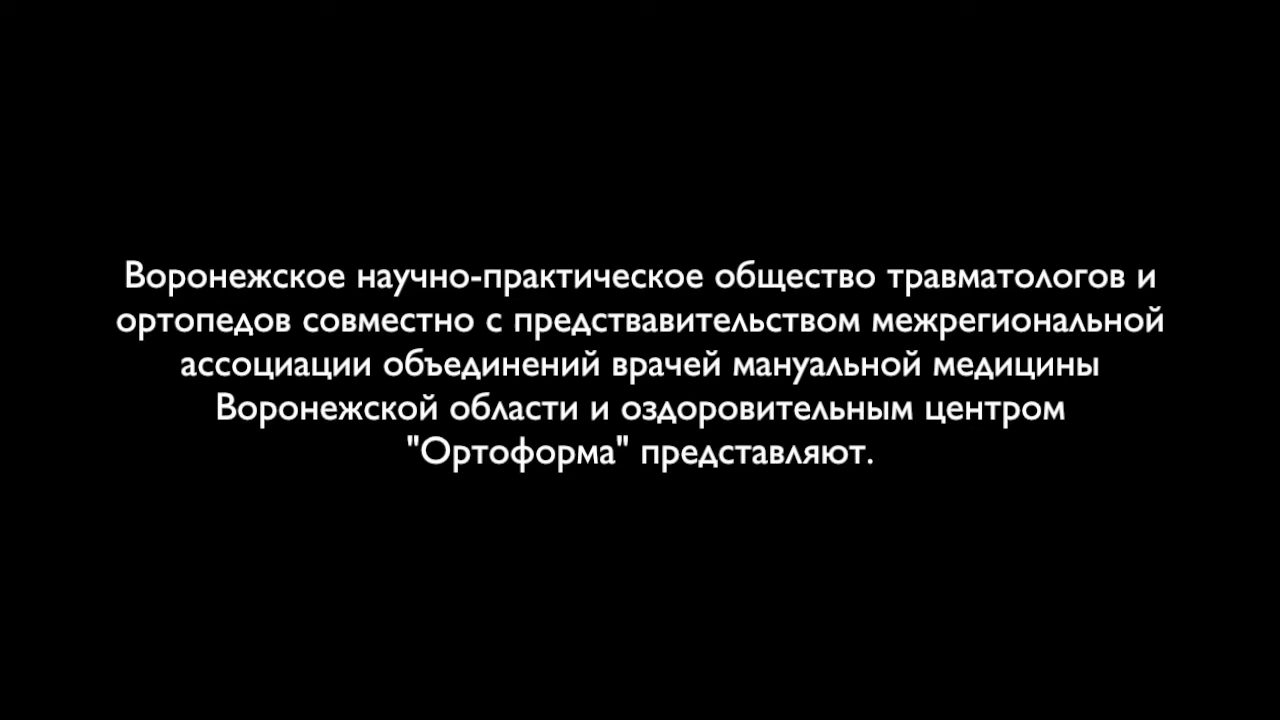 Воронежское научно-практическое общество травматологов и
ортопедов совместно с предствавительством межрегиональной
ассоциации объединений врачей мануальной медицины
Воронежской области и оздоровительным центром
"Ортоформа" представляют.